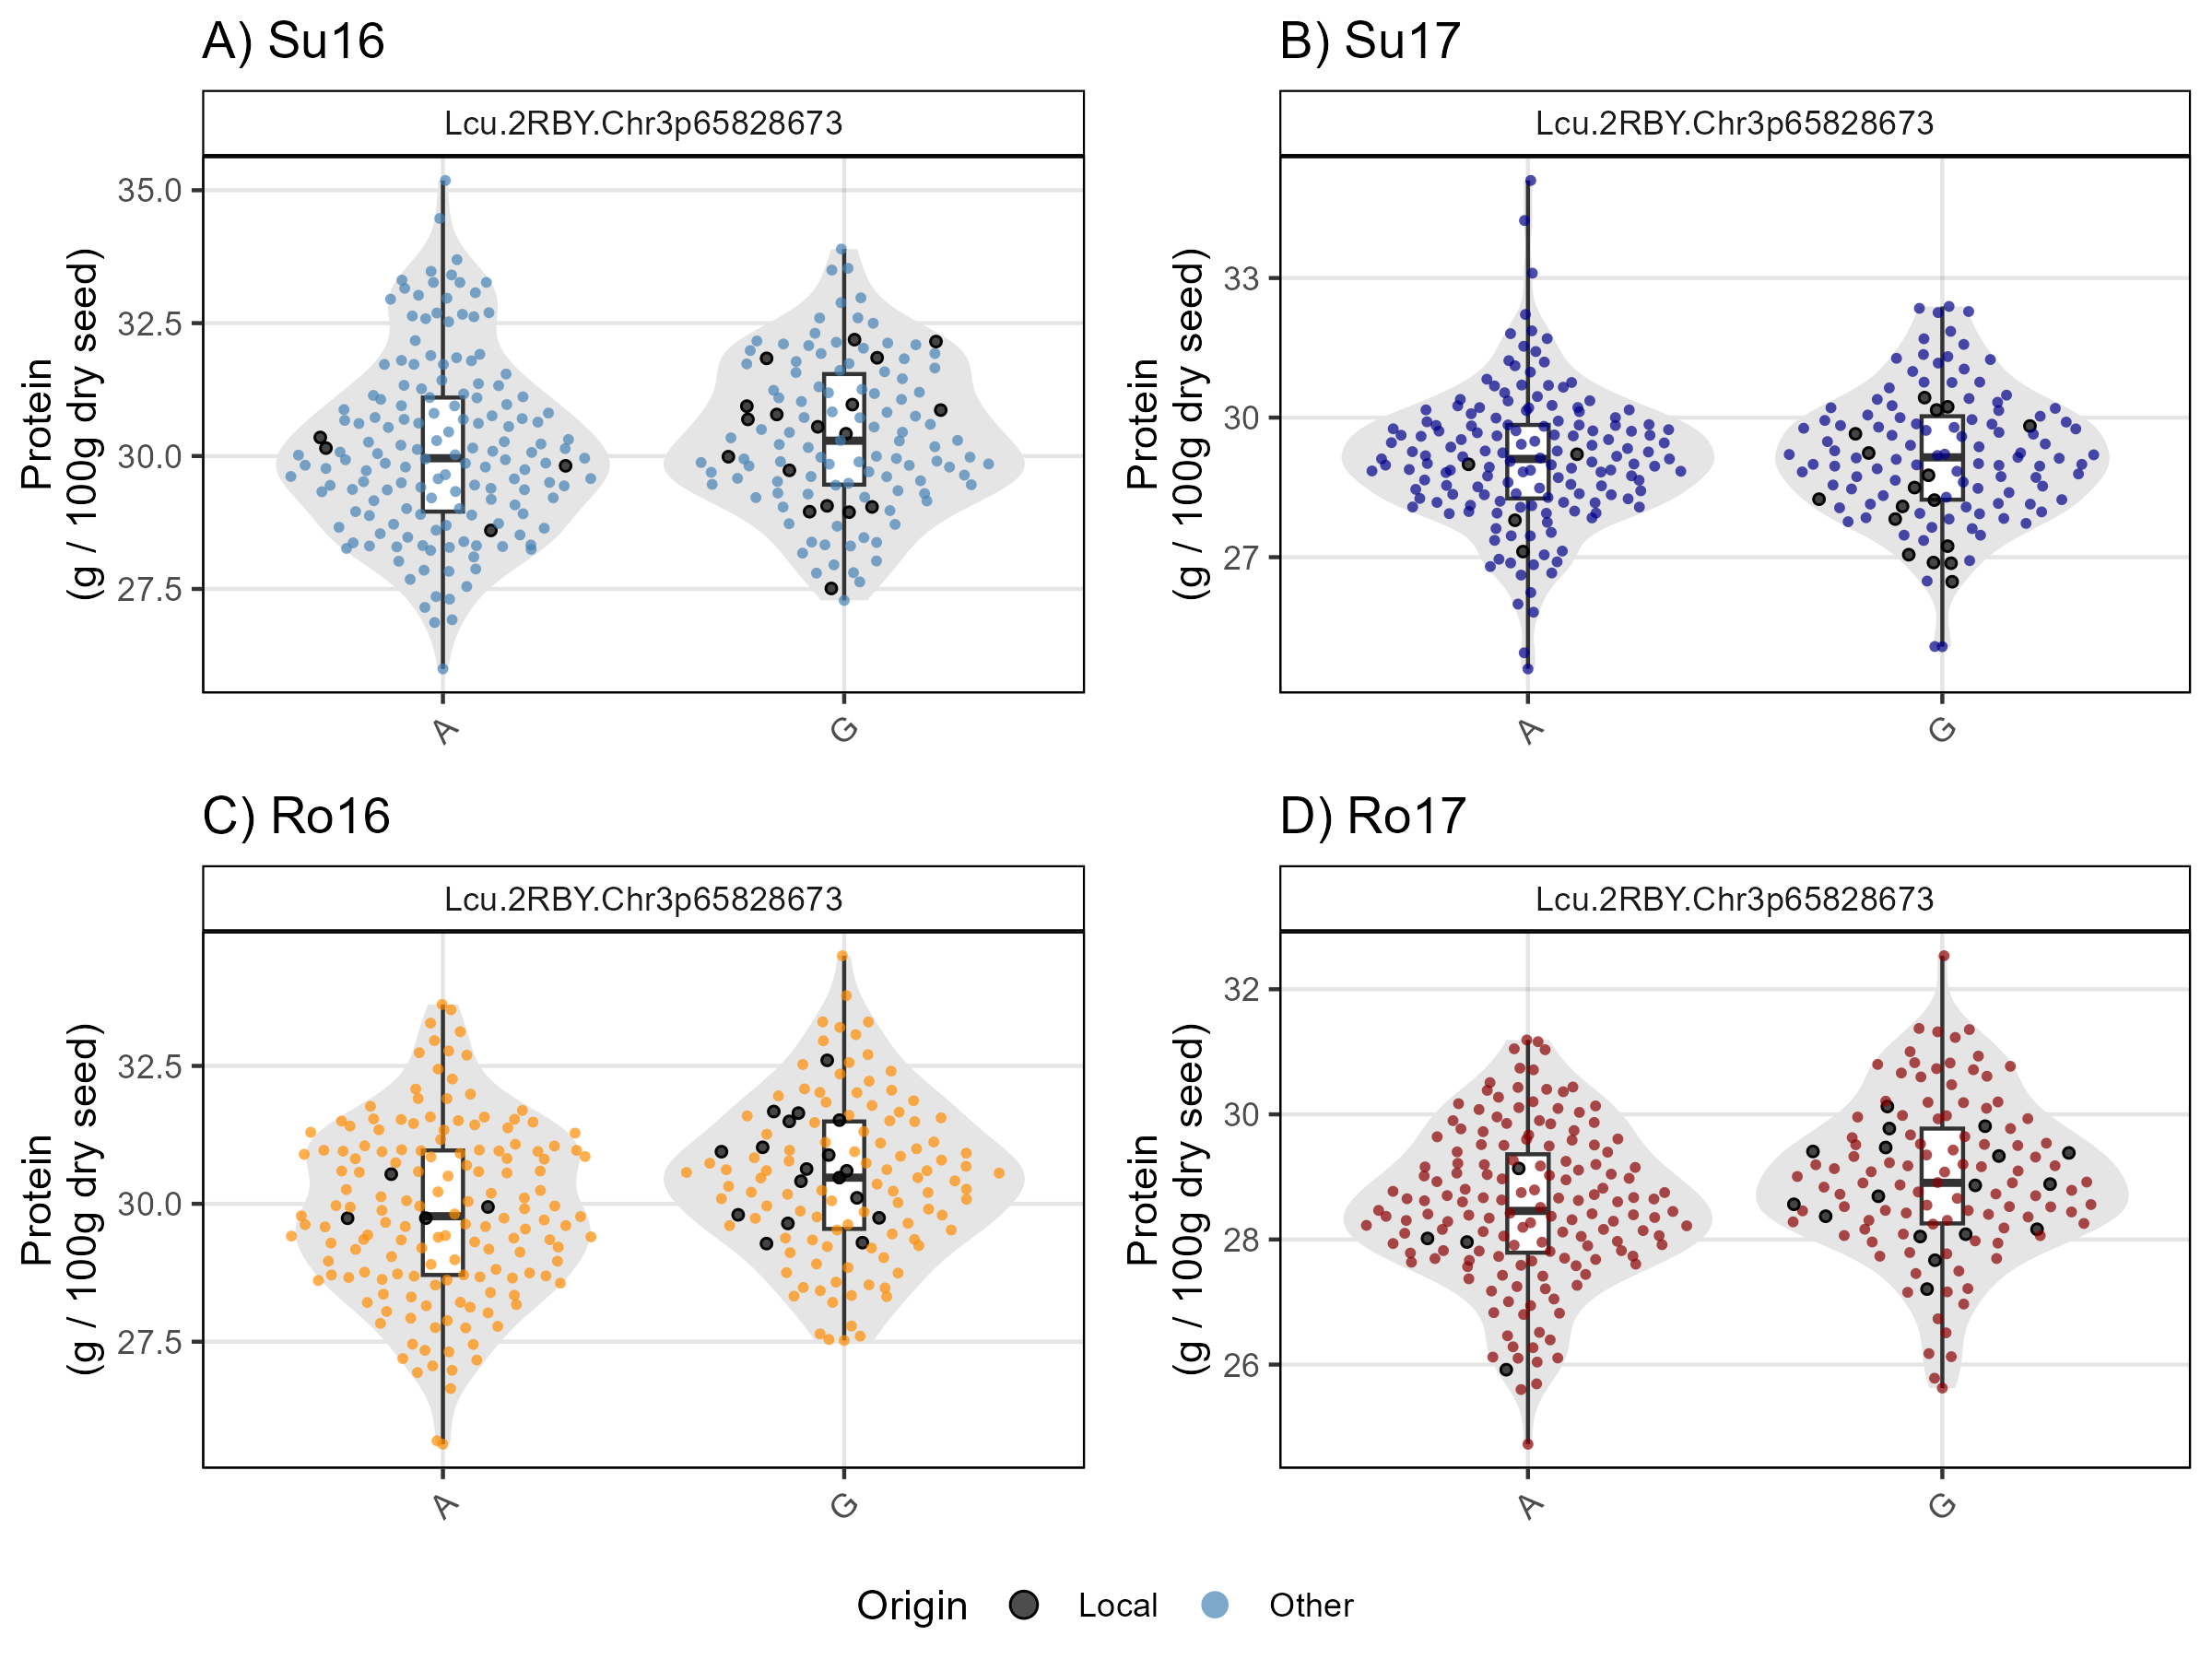 A) Su16
Lcu.2RBY.Chr3p65828673
Protein
(g / 100g dry seed)
35.0
32.5
30.0
27.5
A
G
B) Su17
Lcu.2RBY.Chr3p65828673
Protein
(g / 100g dry seed)
33
30
27
A
G
C) Ro16
Lcu.2RBY.Chr3p65828673
Protein
(g / 100g dry seed)
32.5
30.0
27.5
A
G
D) Ro17
Lcu.2RBY.Chr3p65828673
Protein
(g / 100g dry seed)
32
30
28
26
A
G
Origin Local Other